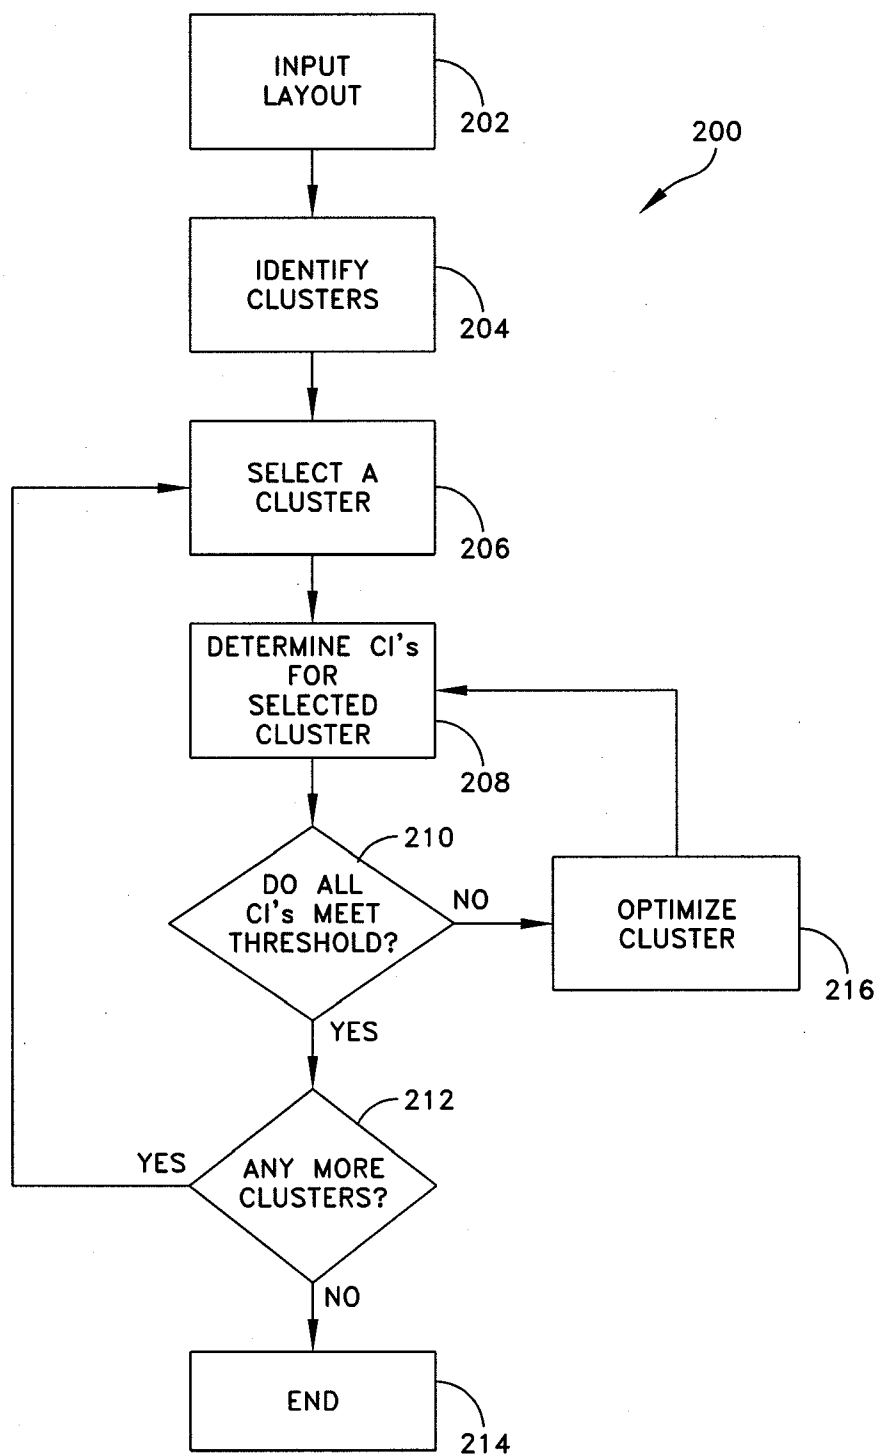 INPUT
LAYOUT
202
200
IDENTIFY
CLUSTERS
204
SELECT A
CLUSTER
206
DETERMINE CI's
FOR
SELECTED
CLUSTER
208
210
DO ALL
CI's MEET
THRESHOLD?
NO
OPTIMIZE
CLUSTER
216
YES
212
YES
ANY MORE
CLUSTERS?
NO
END
214